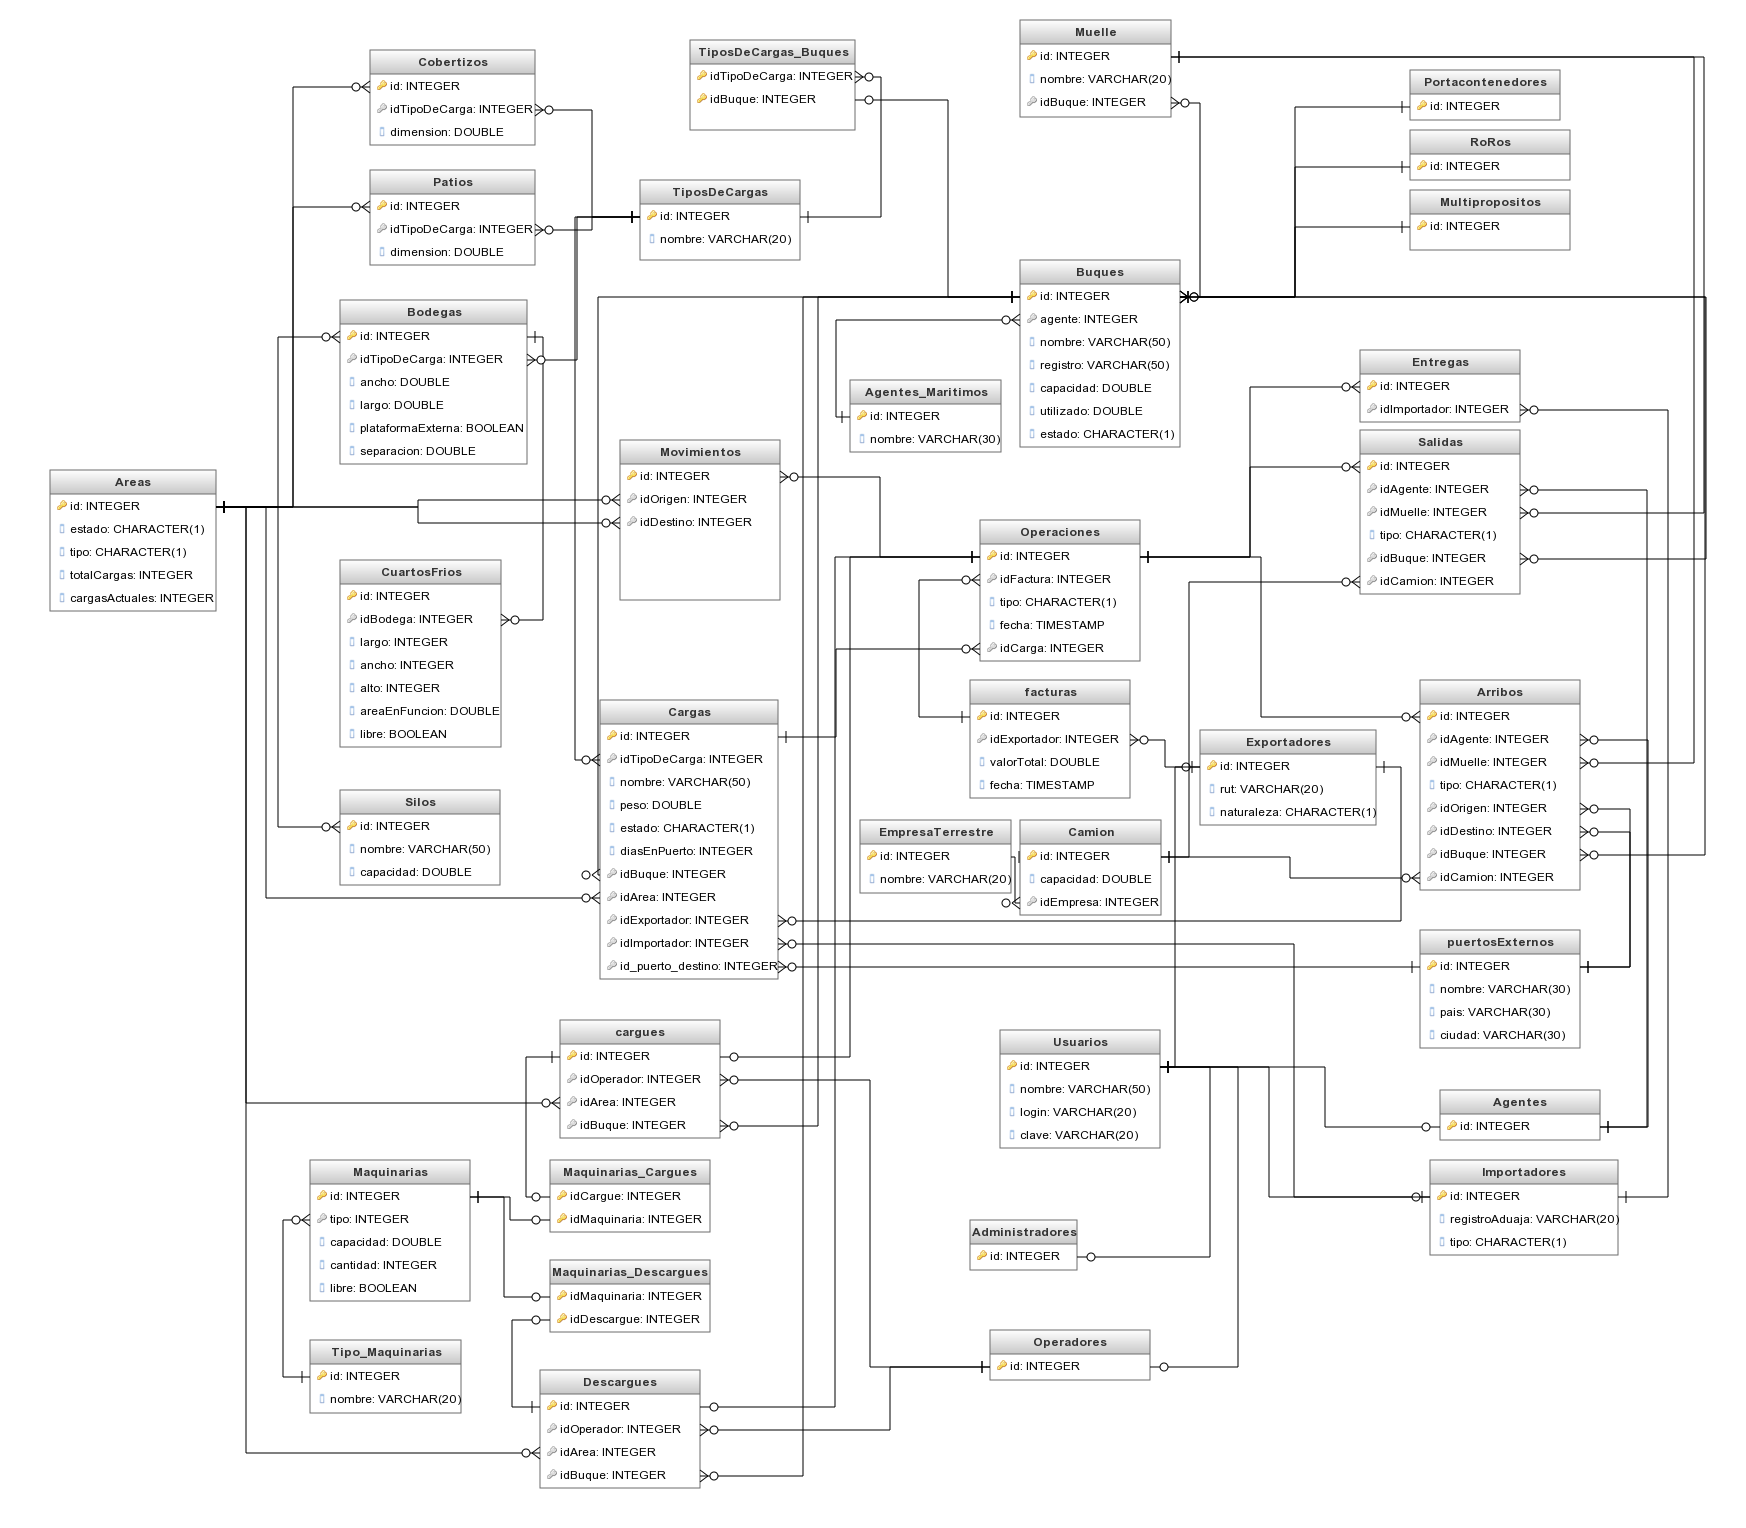 Cobertizos
id: INTEGER
idTipoDeCarga: INTEGER
dimension: DOUBLE
Patios
id: INTEGER
idTipoDeCarga: INTEGER
dimension: DOUBLE
Bodegas
id: INTEGER
idTipoDeCarga: INTEGER
ancho: DOUBLE
largo: DOUBLE
plataformaExterna: BOOLEAN
separacion: DOUBLE
Areas
id: INTEGER
estado: CHARACTER(1)
tipo: CHARACTER(1)
totalCargas: INTEGER
cargasActuales: INTEGER
CuartosFrios
id: INTEGER
idBodega: INTEGER
largo: INTEGER
ancho: INTEGER
alto: INTEGER
areaEnFuncion: DOUBLE
libre: BOOLEAN
Silos
id: INTEGER
nombre: VARCHAR(50)
capacidad: DOUBLE
TiposDeCargas_Buques
idTipoDeCarga: INTEGER
idBuque: INTEGER
TiposDeCargas
id: INTEGER
nombre: VARCHAR(20)
Muelle
id: INTEGER
nombre: VARCHAR(20)
idBuque: INTEGER
Portacontenedores
id: INTEGER
RoRos
id: INTEGER
Multipropositos
id: INTEGER
Buques
id: INTEGER
agente: INTEGER
nombre: VARCHAR(50)
registro: VARCHAR(50)
capacidad: DOUBLE
utilizado: DOUBLE
estado: CHARACTER(1)
Agentes_Maritimos
id: INTEGER
nombre: VARCHAR(30)
Movimientos
id: INTEGER
idOrigen: INTEGER
idDestino: INTEGER
Entregas
id: INTEGER
idImportador: INTEGER
Salidas
id: INTEGER
idAgente: INTEGER
idMuelle: INTEGER
tipo: CHARACTER(1)
idBuque: INTEGER
idCamion: INTEGER
Operaciones
id: INTEGER
idFactura: INTEGER
tipo: CHARACTER(1)
fecha: TIMESTAMP
idCarga: INTEGER
facturas
id: INTEGER
idExportador: INTEGER
valorTotal: DOUBLE
fecha: TIMESTAMP
Exportadores
id: INTEGER
rut: VARCHAR(20)
naturaleza: CHARACTER(1)
Arribos
id: INTEGER
idAgente: INTEGER
idMuelle: INTEGER
tipo: CHARACTER(1)
idOrigen: INTEGER
idDestino: INTEGER
idBuque: INTEGER
idCamion: INTEGER
Cargas
id: INTEGER
idTipoDeCarga: INTEGER
nombre: VARCHAR(50)
peso: DOUBLE
estado: CHARACTER(1)
diasEnPuerto: INTEGER
idBuque: INTEGER
idArea: INTEGER
idExportador: INTEGER
idImportador: INTEGER
id_puerto_destino: INTEGER
EmpresaTerrestre
id: INTEGER
nombre: VARCHAR(20)
Camion
id: INTEGER
capacidad: DOUBLE
idEmpresa: INTEGER
puertosExternos
id: INTEGER
nombre: VARCHAR(30)
pais: VARCHAR(30)
ciudad: VARCHAR(30)
cargues
id: INTEGER
idOperador: INTEGER
idArea: INTEGER
idBuque: INTEGER
Usuarios
id: INTEGER
nombre: VARCHAR(50)
login: VARCHAR(20)
clave: VARCHAR(20)
Agentes
id: INTEGER
Importadores
id: INTEGER
registroAduaja: VARCHAR(20)
tipo: CHARACTER(1)
Maquinarias
id: INTEGER
tipo: INTEGER
capacidad: DOUBLE
cantidad: INTEGER
libre: BOOLEAN
Maquinarias_Cargues
idCargue: INTEGER
idMaquinaria: INTEGER
Maquinarias_Descargues
idMaquinaria: INTEGER
idDescargue: INTEGER
Administradores
id: INTEGER
Tipo_Maquinarias
id: INTEGER
nombre: VARCHAR(20)
Operadores
id: INTEGER
Descargues
id: INTEGER
idOperador: INTEGER
idArea: INTEGER
idBuque: INTEGER